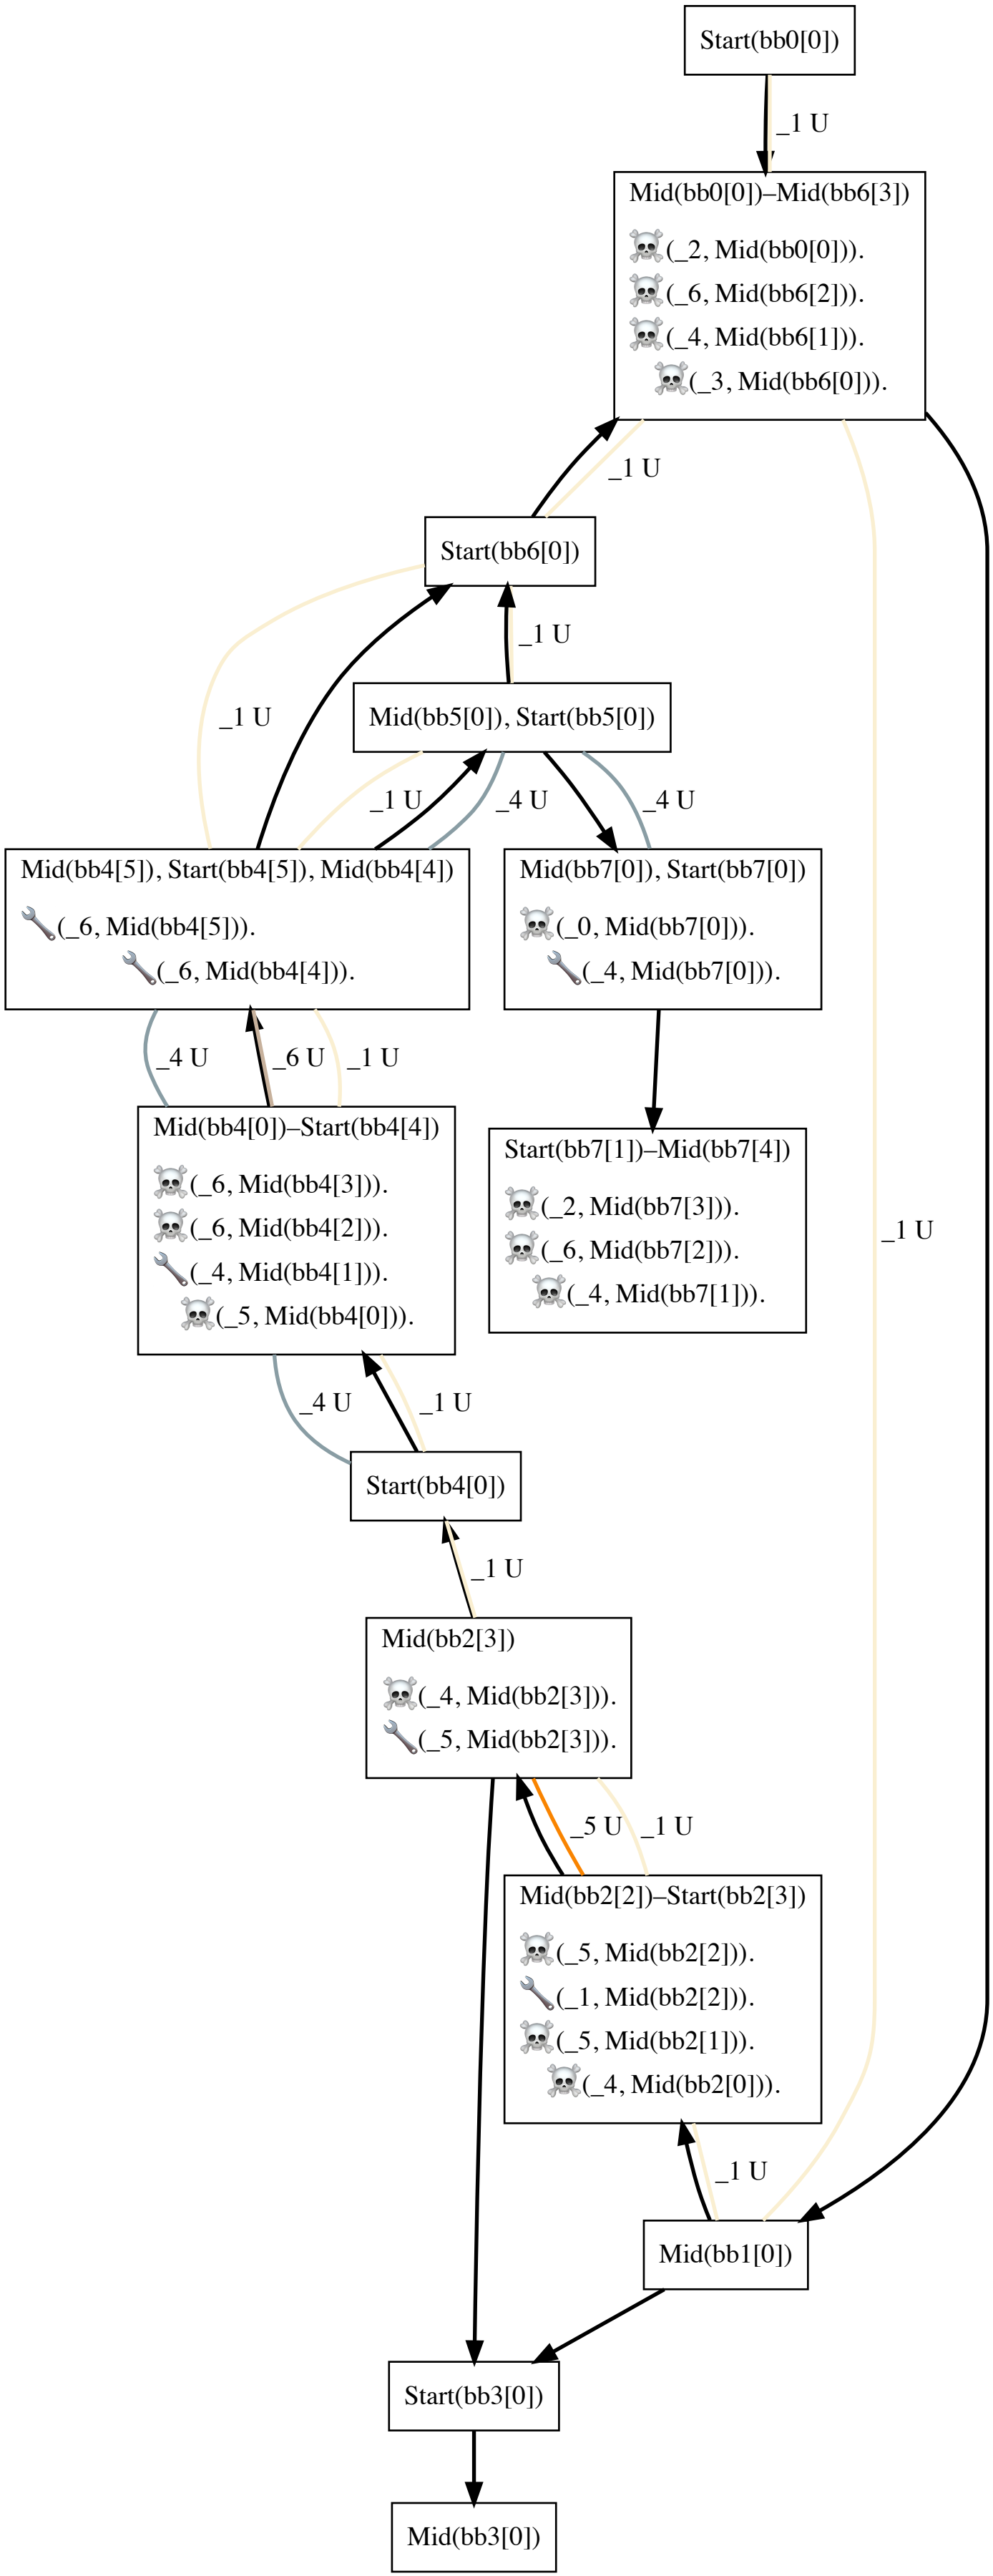 Start(bb0[0])
_1 U
Mid(bb0[0])–Mid(bb6[3])
☠(_2, Mid(bb0[0])).
☠(_6, Mid(bb6[2])).
☠(_4, Mid(bb6[1])).
☠(_3, Mid(bb6[0])).
_1 U
Start(bb6[0])
_1 U
Mid(bb5[0]), Start(bb5[0])
_1 U
_1 U
_4 U
_4 U
Mid(bb4[5]), Start(bb4[5]), Mid(bb4[4])
🔧(_6, Mid(bb4[5])).
🔧(_6, Mid(bb4[4])).
Mid(bb7[0]), Start(bb7[0])
☠(_0, Mid(bb7[0])).
🔧(_4, Mid(bb7[0])).
_4 U
_6 U
_1 U
Mid(bb4[0])–Start(bb4[4])
☠(_6, Mid(bb4[3])).
☠(_6, Mid(bb4[2])).
🔧(_4, Mid(bb4[1])).
☠(_5, Mid(bb4[0])).
Start(bb7[1])–Mid(bb7[4])
☠(_2, Mid(bb7[3])).
☠(_6, Mid(bb7[2])).
☠(_4, Mid(bb7[1])).
_1 U
_4 U
_1 U
Start(bb4[0])
_1 U
Mid(bb2[3])
☠(_4, Mid(bb2[3])).
🔧(_5, Mid(bb2[3])).
_5 U
_1 U
Mid(bb2[2])–Start(bb2[3])
☠(_5, Mid(bb2[2])).
🔧(_1, Mid(bb2[2])).
☠(_5, Mid(bb2[1])).
☠(_4, Mid(bb2[0])).
_1 U
Mid(bb1[0])
Start(bb3[0])
Mid(bb3[0])